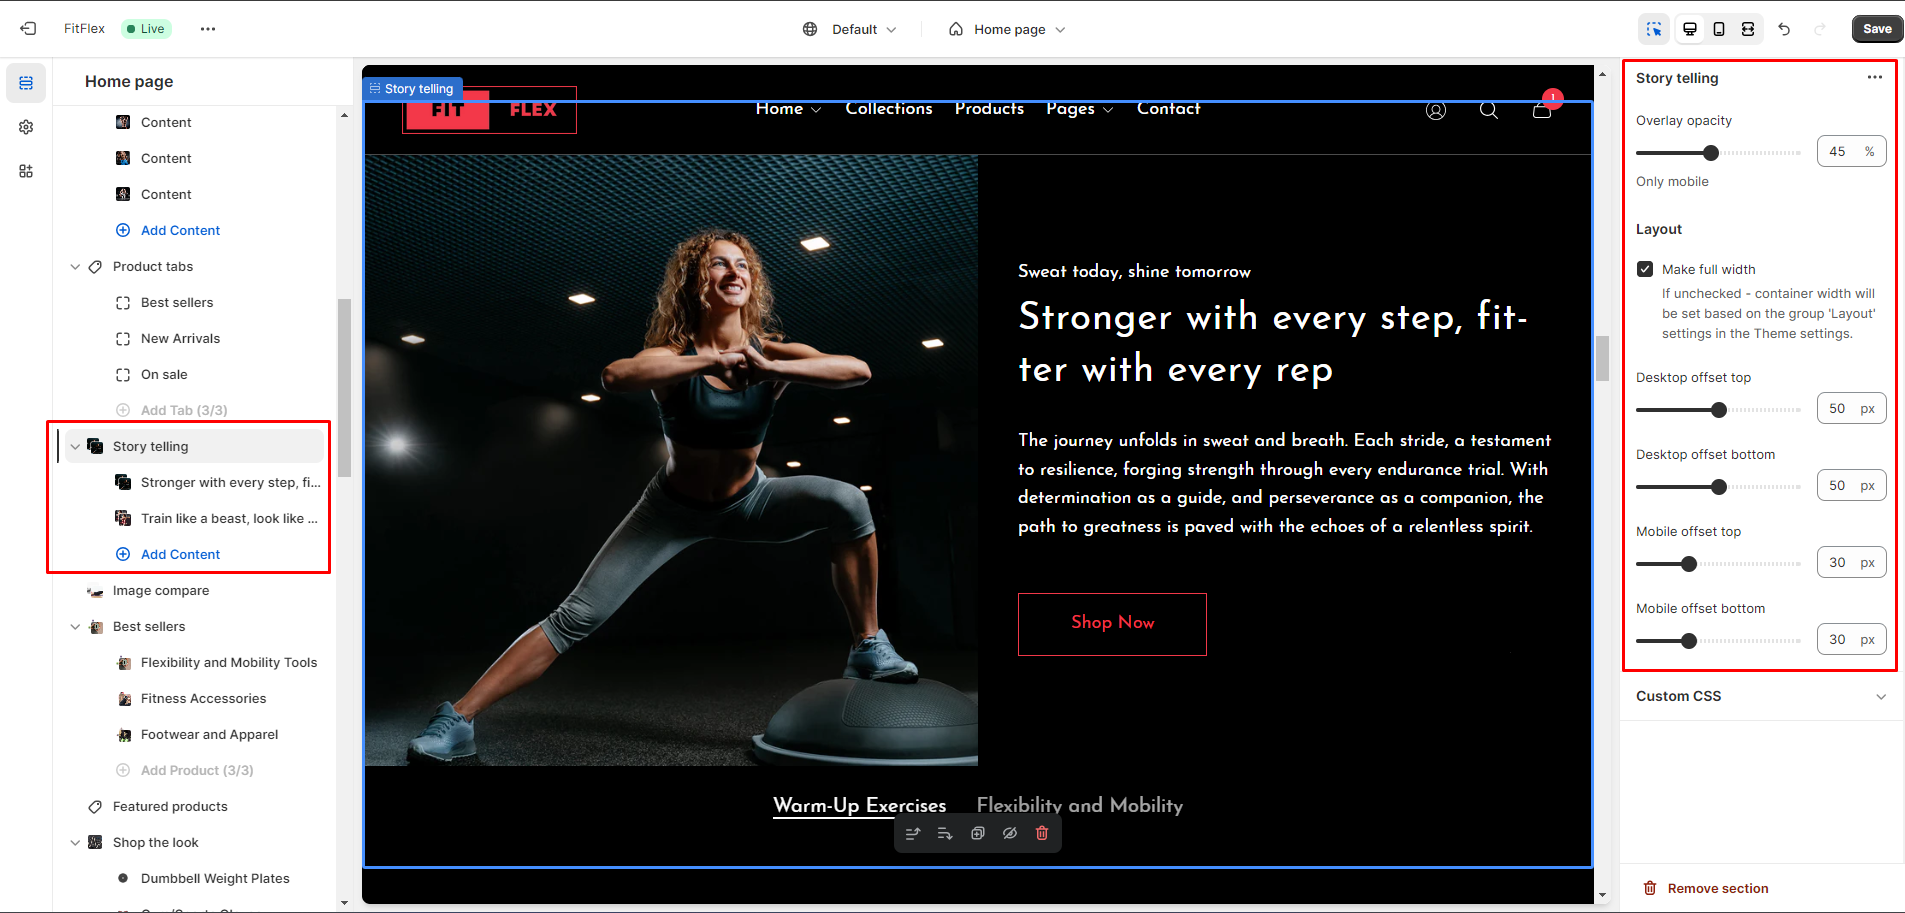 FitFlex
Live
Default
Home page
Save
Home page
Content
Content
Content
Add Content
Product tabs
Best sellers
New Arrivals
On sale
Add Tab (3/3)
Story telling
Stronger with every step, fi...
Train like a beast, look like ...
Add Content
Image compare
Best sellers
Flexibility and Mobility Tools
Fitness Accessories
Footwear and Apparel
Add Product (3/3)
Featured products
Shop the look
Dumbbell Weight Plates
Story telling
FIT FLEX
Home
Collections
Products
Pages
Contact
1
Sweat today, shine tomorrow
Stronger with every step, fit-
ter with every rep
The journey unfolds in sweat and breath. Each stride, a testament
to resilience, forging strength through every endurance trial. With
determination as a guide, and perseverance as a companion, the
path to greatness is paved with the echoes of a relentless spirit.
Shop Now
Warm-Up Exercises
Flexibility and Mobility
Story telling
Overlay opacity
45 %
Only mobile
Layout
Make full width
If unchecked - container width will
be set based on the group 'Layout'
settings in the Theme settings.
Desktop offset top
50 px
Desktop offset bottom
50 px
Mobile offset top
30 px
Mobile offset bottom
30 px
Custom CSS
Remove section